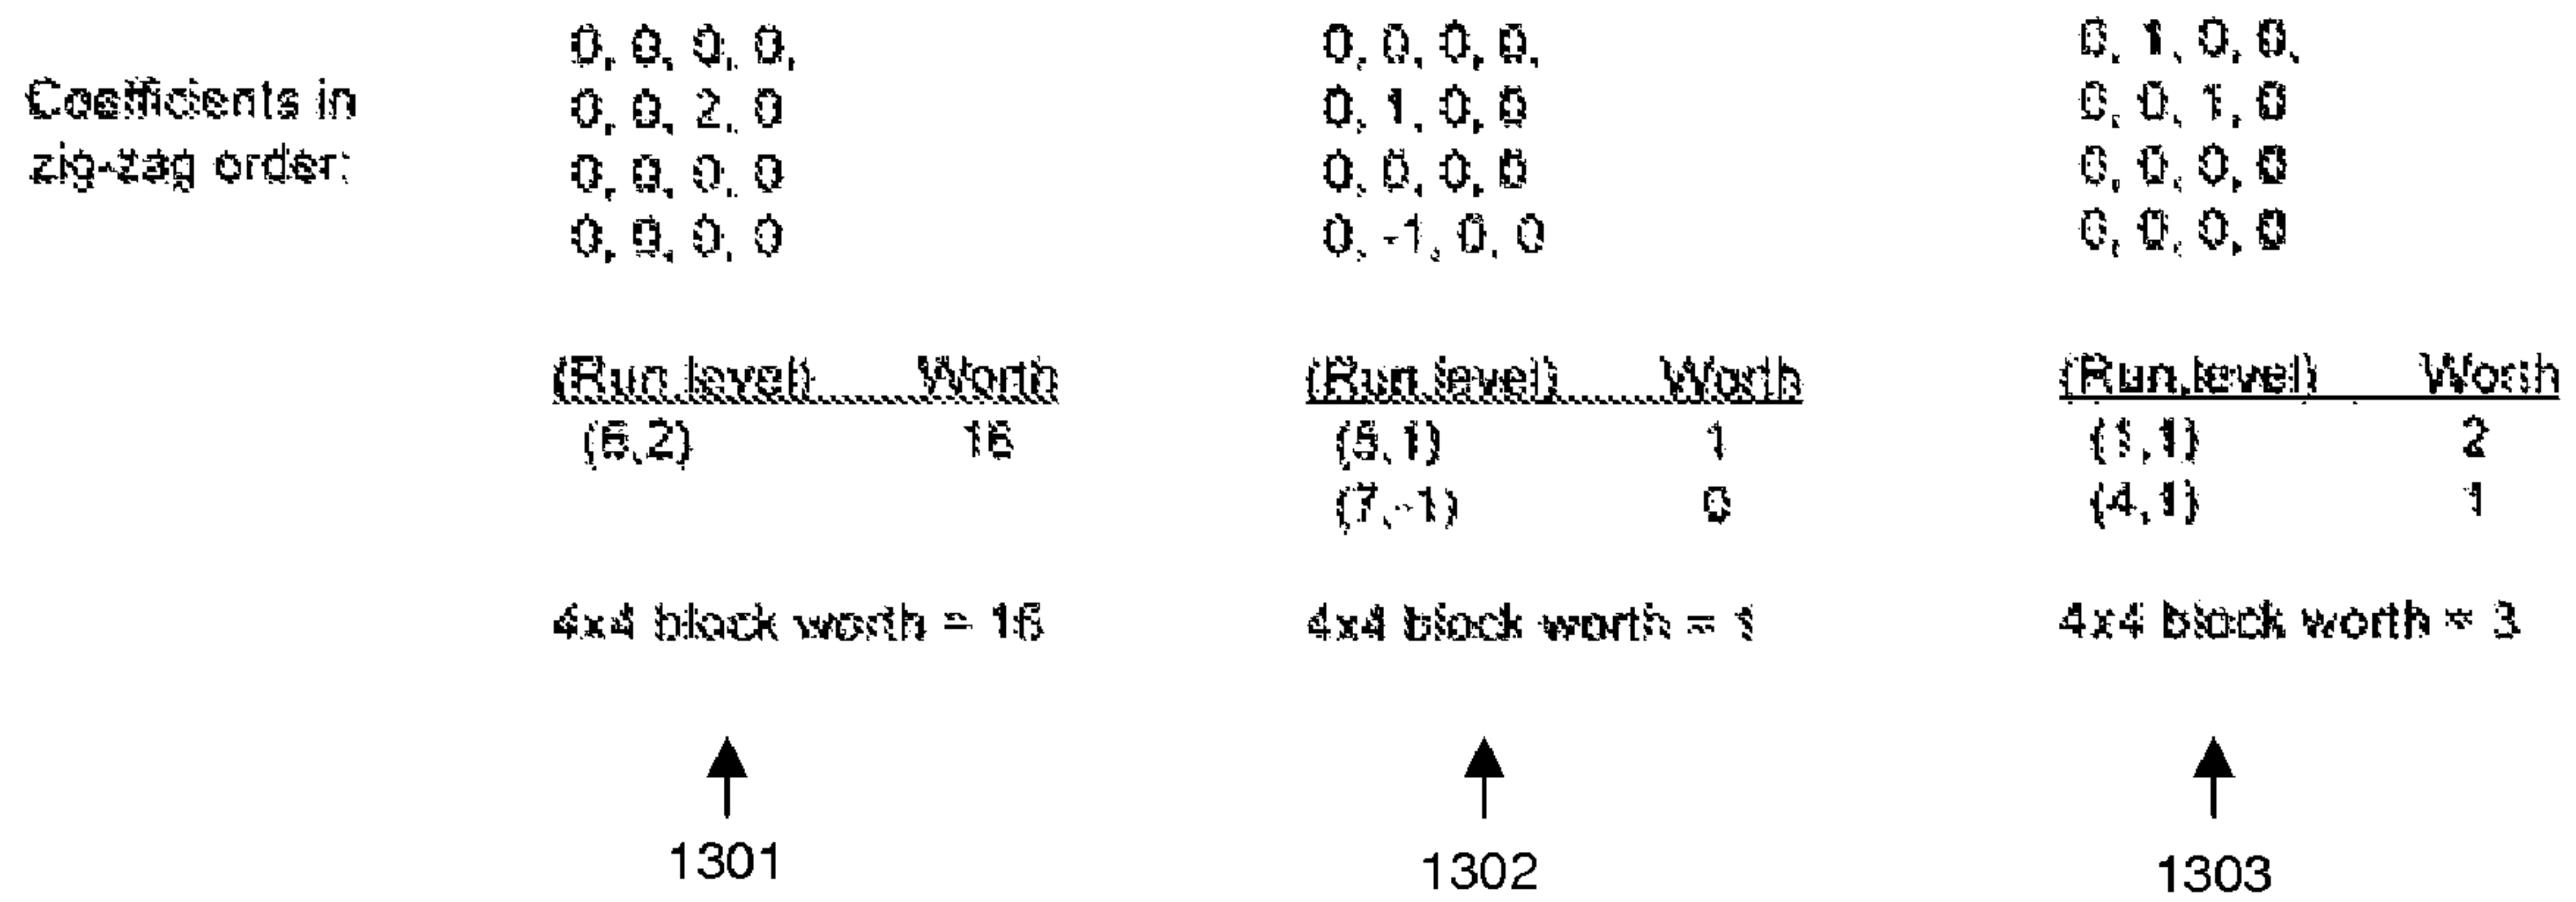 Coefficients in
zig-zag order:
0, 0, 0, 0,
0, 0, 2, 0
0, 0, 0, 0
0, 0, 0, 0
(Run,level) Worth
(6,2) 16
4x4 block worth = 16
1301
0, 0, 0, 0,
0, 1, 0, 0
0, 0, 0, 0
0, -1, 0, 0
(Run,level) Worth
(5,1) 1
(7,-1) 0
4x4 block worth = 1
1302
0, 1, 0, 0,
0, 0, 1, 0
0, 0, 0, 0
0, 0, 0, 0
(Run,level) Worth
(1,1) 2
(4,1) 1
4x4 block worth = 3
1303